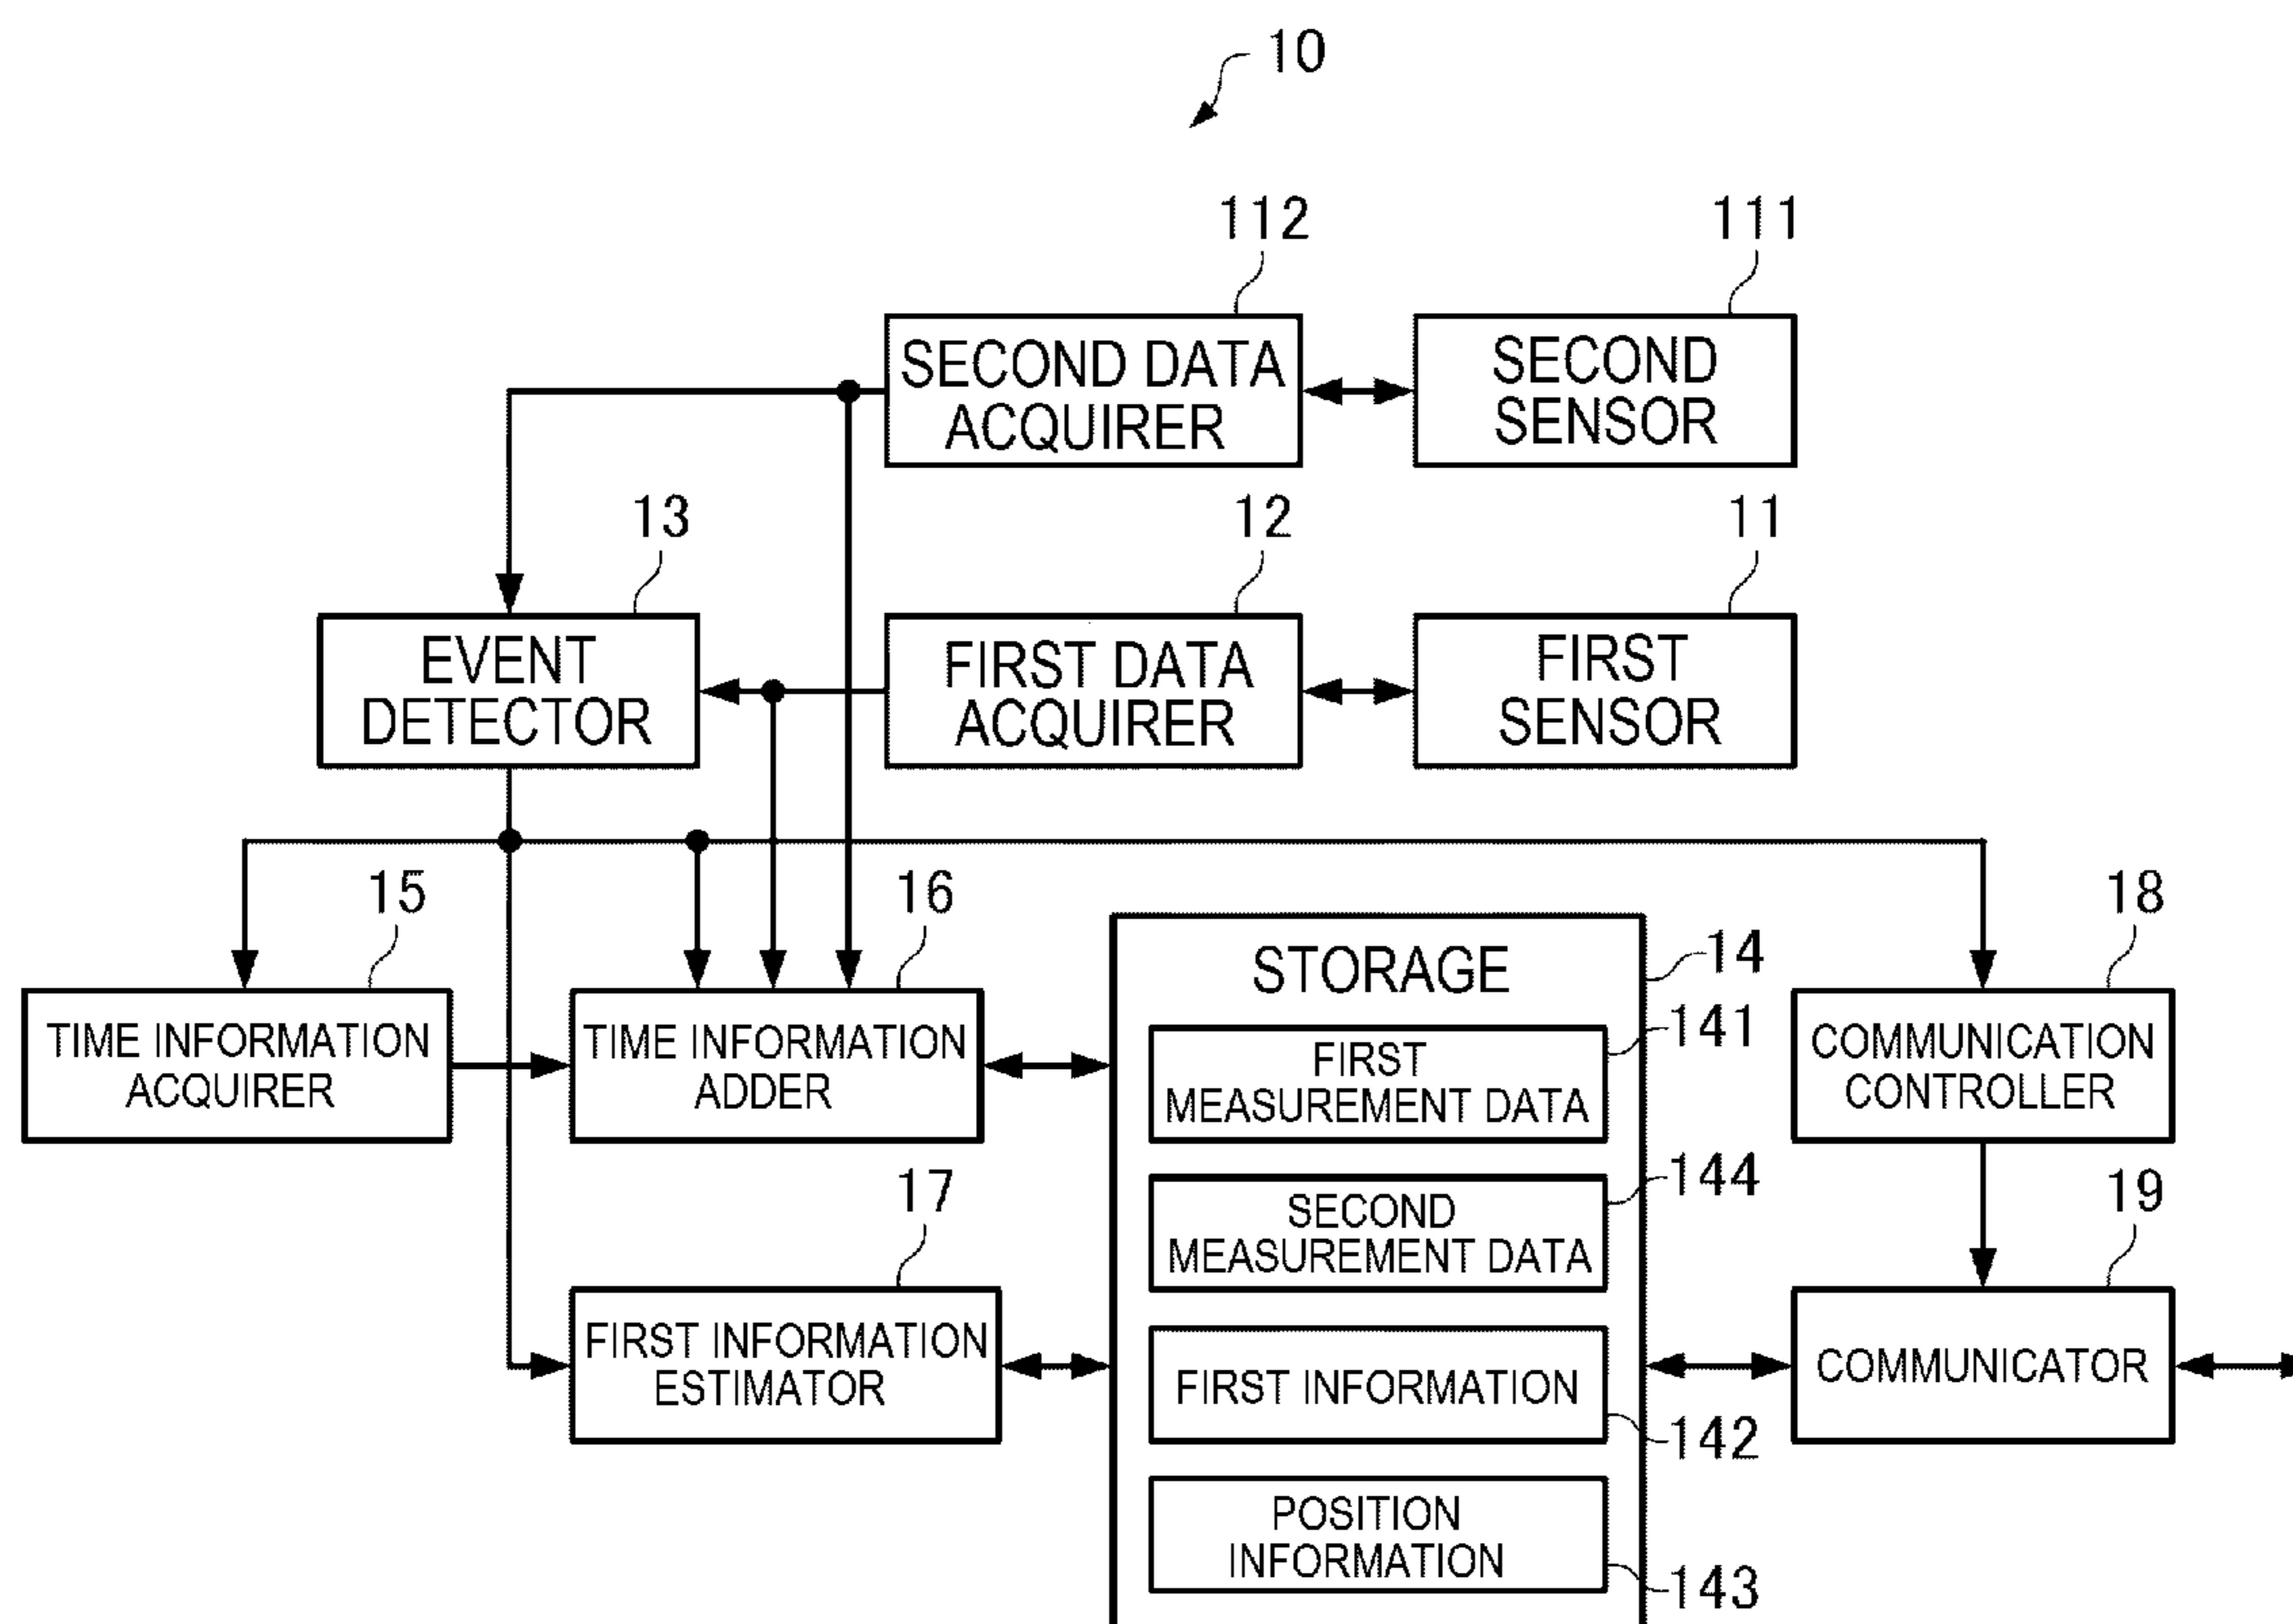 10
112
111
SECOND DATA
ACQUIRER
SECOND
SENSOR
13
12
11
EVENT
DETECTOR
FIRST DATA
ACQUIRER
FIRST
SENSOR
15
16
14
18
TIME INFORMATION
ACQUIRER
TIME INFORMATION
ADDER
STORAGE
141
FIRST
MEASUREMENT DATA
144
SECOND
MEASUREMENT DATA
COMMUNICATION
CONTROLLER
17
19
FIRST INFORMATION
ESTIMATOR
FIRST INFORMATION
142
COMMUNICATOR
POSITION
INFORMATION
143